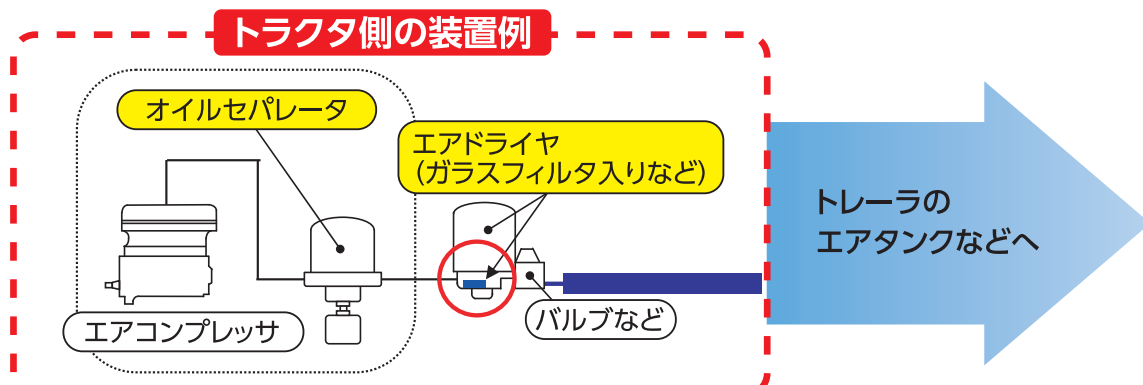 トラクタ側の装置例
オイルセパレータ
エアドライヤ
(ガラスフィルタ入りなど)
トレーラの
エアタンクなどへ
エアコンプレッサ
バルブなど